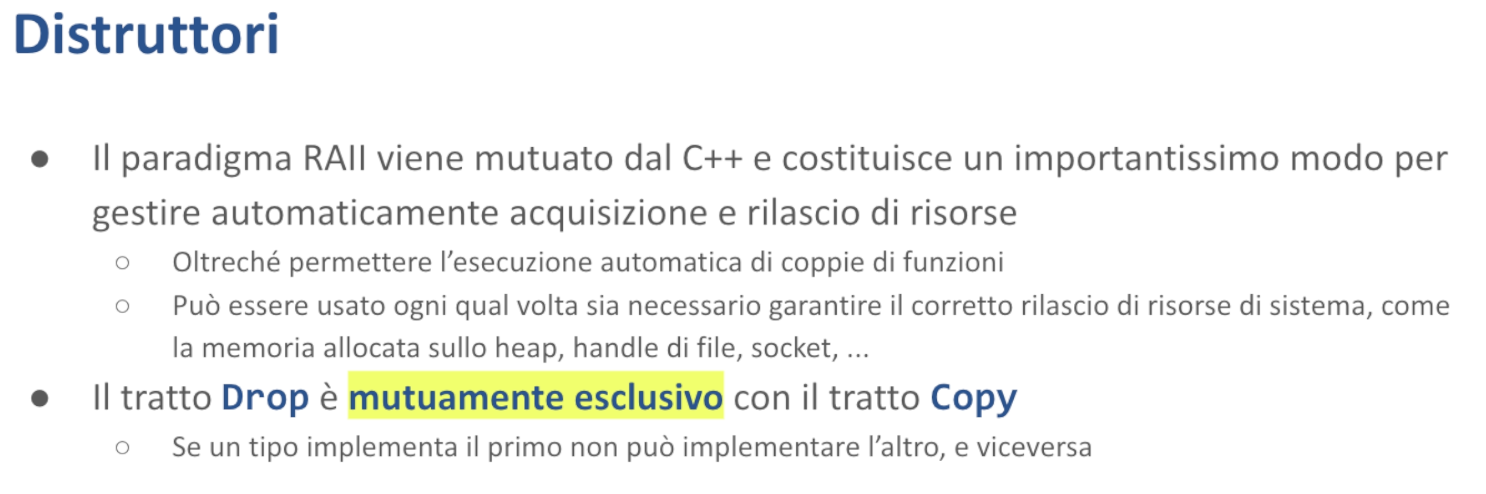 Distruttori
● Il paradigma RAII viene mutuato dal C++ e costituisce un importantissimo modo per
gestire automaticamente acquisizione e rilascio di risorse
○ Oltreché permettere l’esecuzione automatica di coppie di funzioni
○ Può essere usato ogni qual volta sia necessario garantire il corretto rilascio di risorse di sistema, come
la memoria allocata sullo heap, handle di file, socket, ...
● Il tratto Drop è mutuamente esclusivo con il tratto Copy
○ Se un tipo implementa il primo non può implementare l’altro, e viceversa